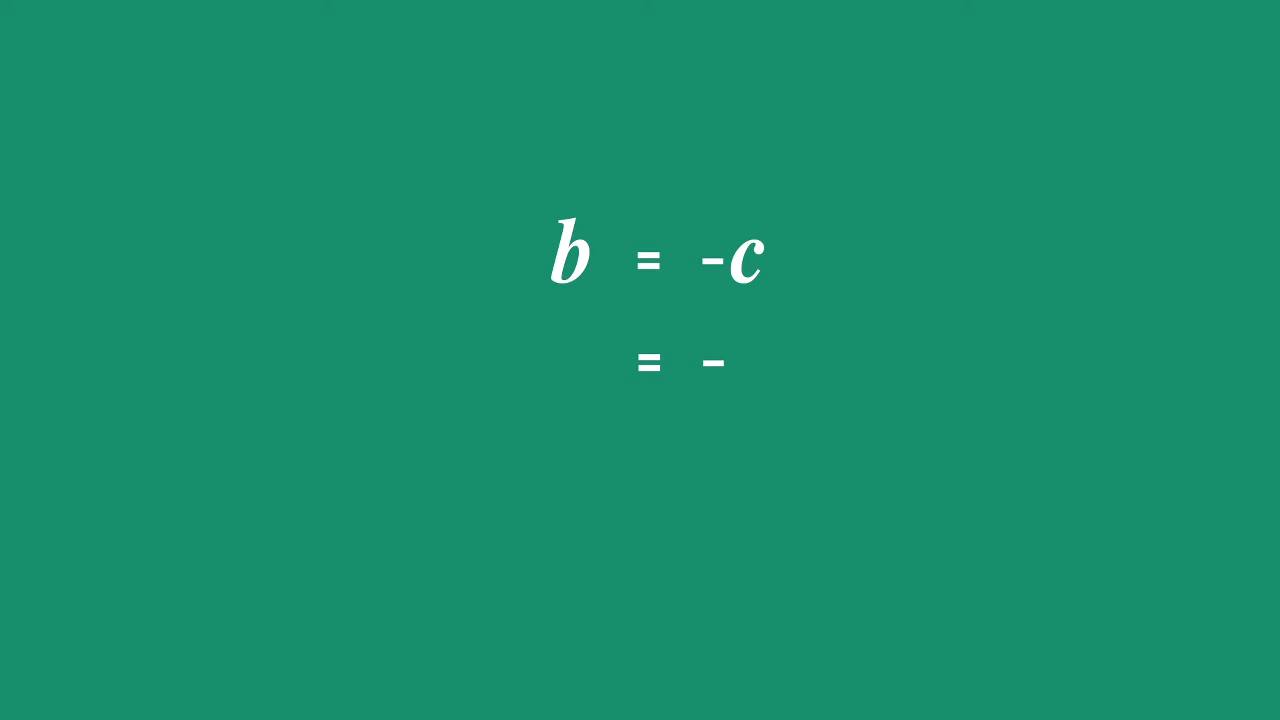 b = -c
= -